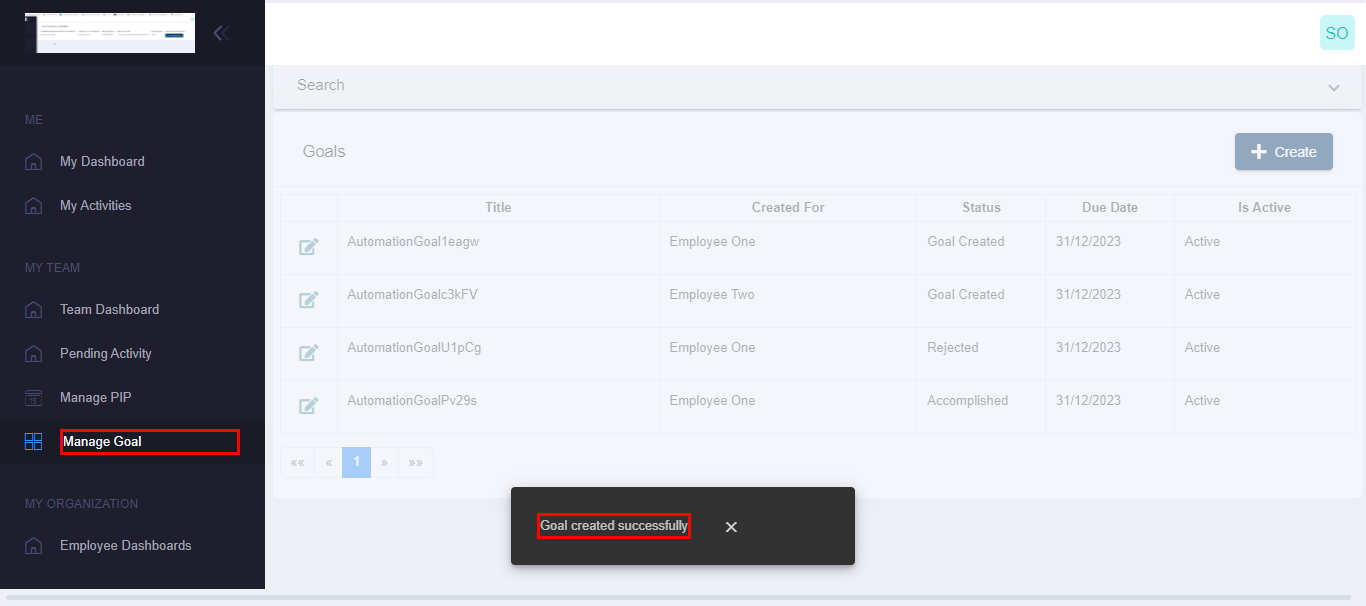 SO
ME
My Dashboard
My Activities
MY TEAM
Team Dashboard
Pending Activity
Manage PIP
Manage Goal
MY ORGANIZATION
Employee Dashboards
Search
Goals
Create
Title Created For Status Due Date Is Active
AutomationGoal1eagw Employee One Goal Created 31/12/2023 Active
AutomationGoalc3kFV Employee Two Goal Created 31/12/2023 Active
AutomationGoalU1pCg Employee One Rejected 31/12/2023 Active
AutomationGoalPv29s Employee One Accomplished 31/12/2023 Active
«« « 1 » »»
Goal created successfully ×